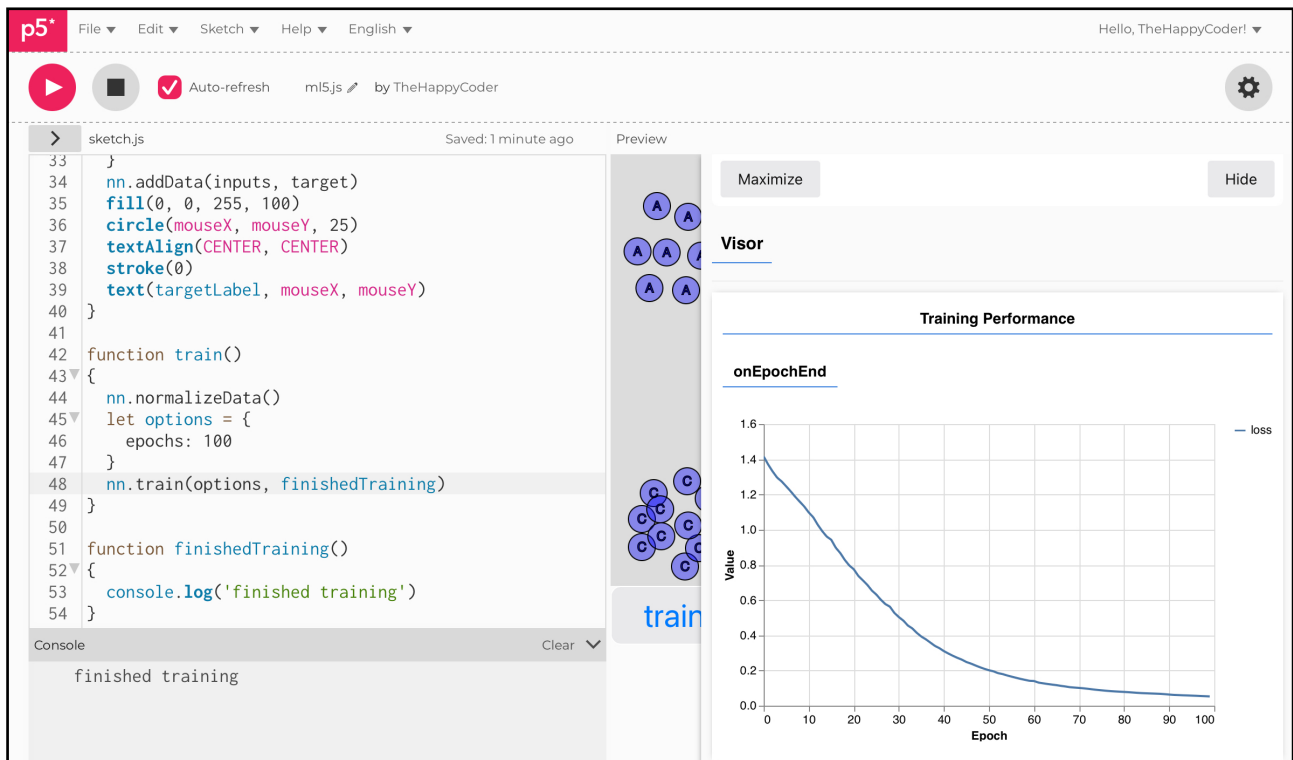 p5* File Edit Sketch Help English Hello, TheHappyCoder!
Auto-refresh ml5.js by TheHappyCoder
sketch.js Saved: 1 minute ago Preview
33 }
34 nn.addData(inputs, target)
35 fill(0, 0, 255, 100)
36 circle(mouseX, mouseY, 25)
37 textAlign(CENTER, CENTER)
38 stroke(0)
39 text(targetLabel, mouseX, mouseY)
40 }
41
42 function train()
43 {
44 nn.normalizeData()
45 let options = {
46 epochs: 100
47 }
48 nn.train(options, finishedTraining)
49 }
50
51 function finishedTraining()
52 {
53 console.log('finished training')
54 }
Console Clear
finished training
A
A
A A A
A A
C
C
C
C
C
C
C C
C
train
Maximize Hide
Visor
Training Performance
onEpochEnd
loss
1.6
1.4
1.2
1.0
0.8
0.6
0.4
0.2
0.0
Value
0 10 20 30 40 50 60 70 80 90 100
Epoch